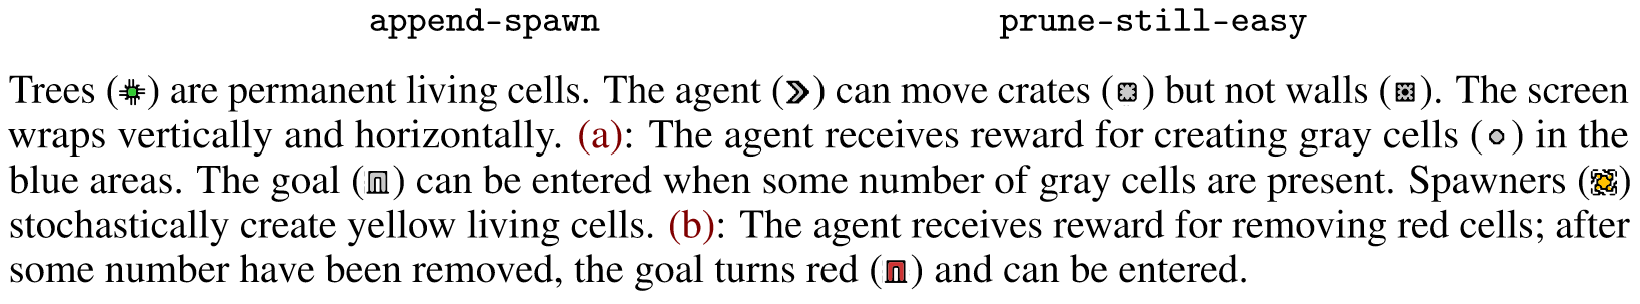 append-spawn prune-still-easy
Trees () are permanent living cells. The agent () can move crates () but not walls (). The screen
wraps vertically and horizontally. (a): The agent receives reward for creating gray cells () in the
blue areas. The goal () can be entered when some number of gray cells are present. Spawners ()
stochastically create yellow living cells. (b): The agent receives reward for removing red cells; after
some number have been removed, the goal turns red () and can be entered.